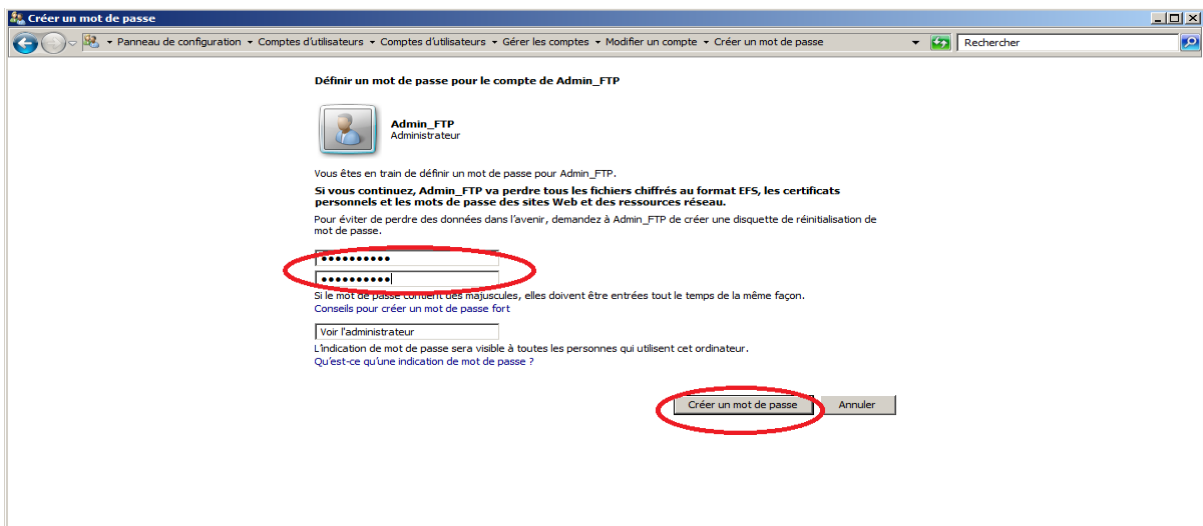 Créer un mot de passe
Panneau de configuration Comptes d'utilisateurs Comptes d'utilisateurs Gérer les comptes Modifier un compte Créer un mot de passe Rechercher
Définir un mot de passe pour le compte de Admin_FTP
Admin_FTP
Administrateur
Vous êtes en train de définir un mot de passe pour Admin_FTP.
Si vous continuez, Admin_FTP va perdre tous les fichiers chiffrés au format EFS, les certificats
personnels et les mots de passe des sites Web et des ressources réseau.
Pour éviter de perdre des données dans l'avenir, demandez à Admin_FTP de créer une disquette de réinitialisation de
mot de passe.
••••••••••
••••••••••
Si le mot de passe contient des majuscules, elles doivent être entrées tout le temps de la même façon.
Conseils pour créer un mot de passe fort
Voir l'administrateur
L'indication de mot de passe sera visible à toutes les personnes qui utilisent cet ordinateur.
Qu'est-ce qu'une indication de mot de passe ?
Créer un mot de passe Annuler